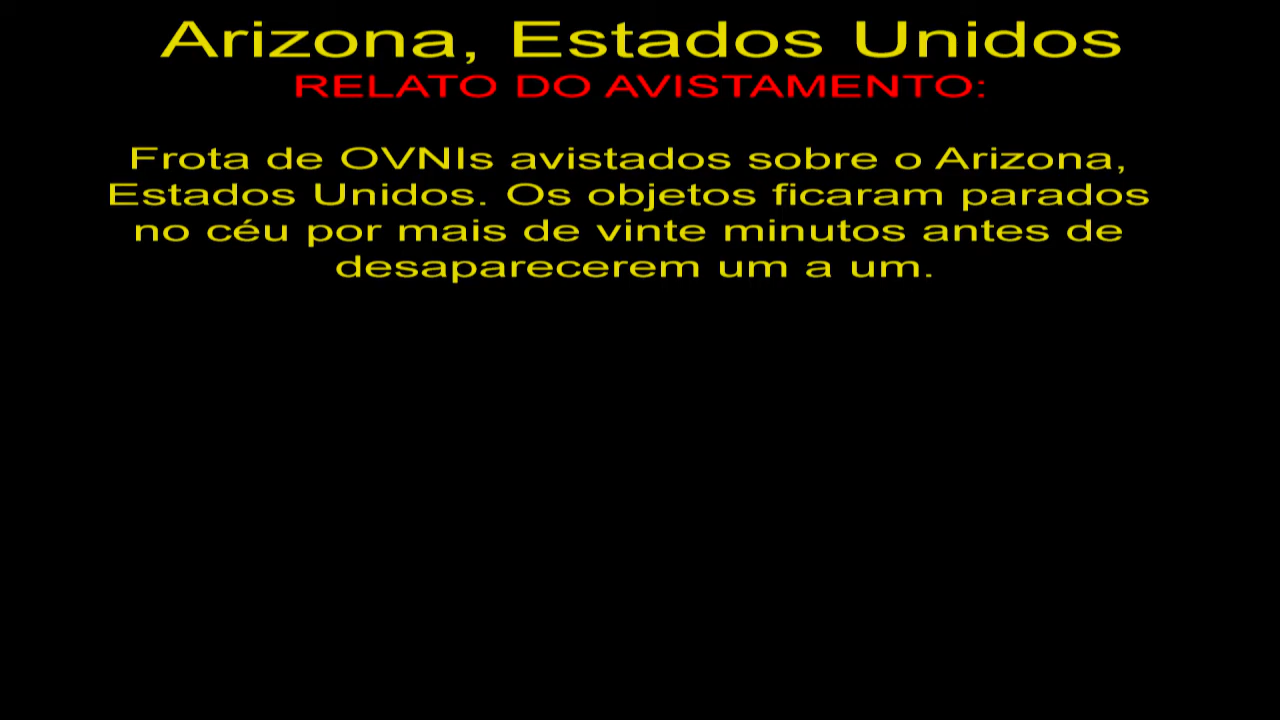 Arizona, Estados Unidos
RELATO DO AVISTAMENTO:
Frota de OVNIs avistados sobre o Arizona,
Estados Unidos. Os objetos ficaram parados
no céu por mais de vinte minutos antes de
desaparecerem um a um.